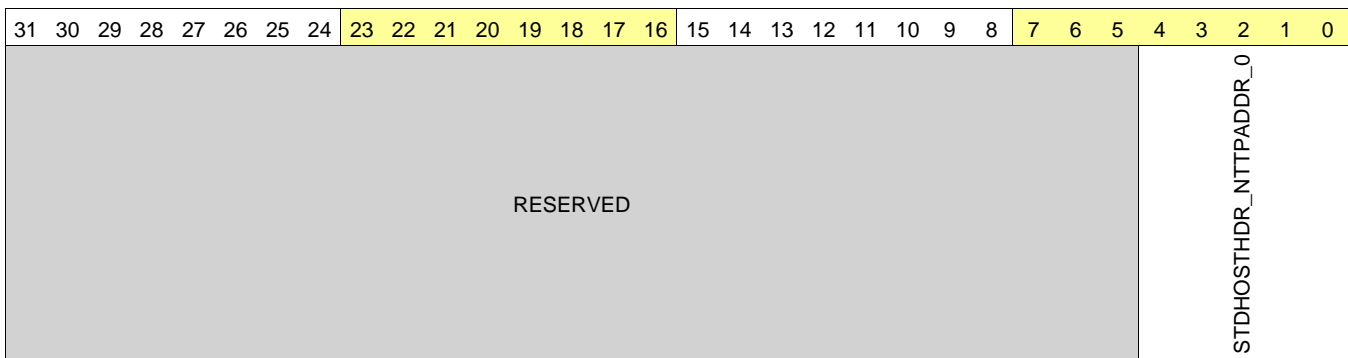 31 30 29 28 27 26 25 24 23 22 21 20 19 18 17 16 15 14 13 12 11 10 9 8 7 6 5 4 3 2 1 0
RESERVED
STDHOSTHDR_NTTPADDR_0